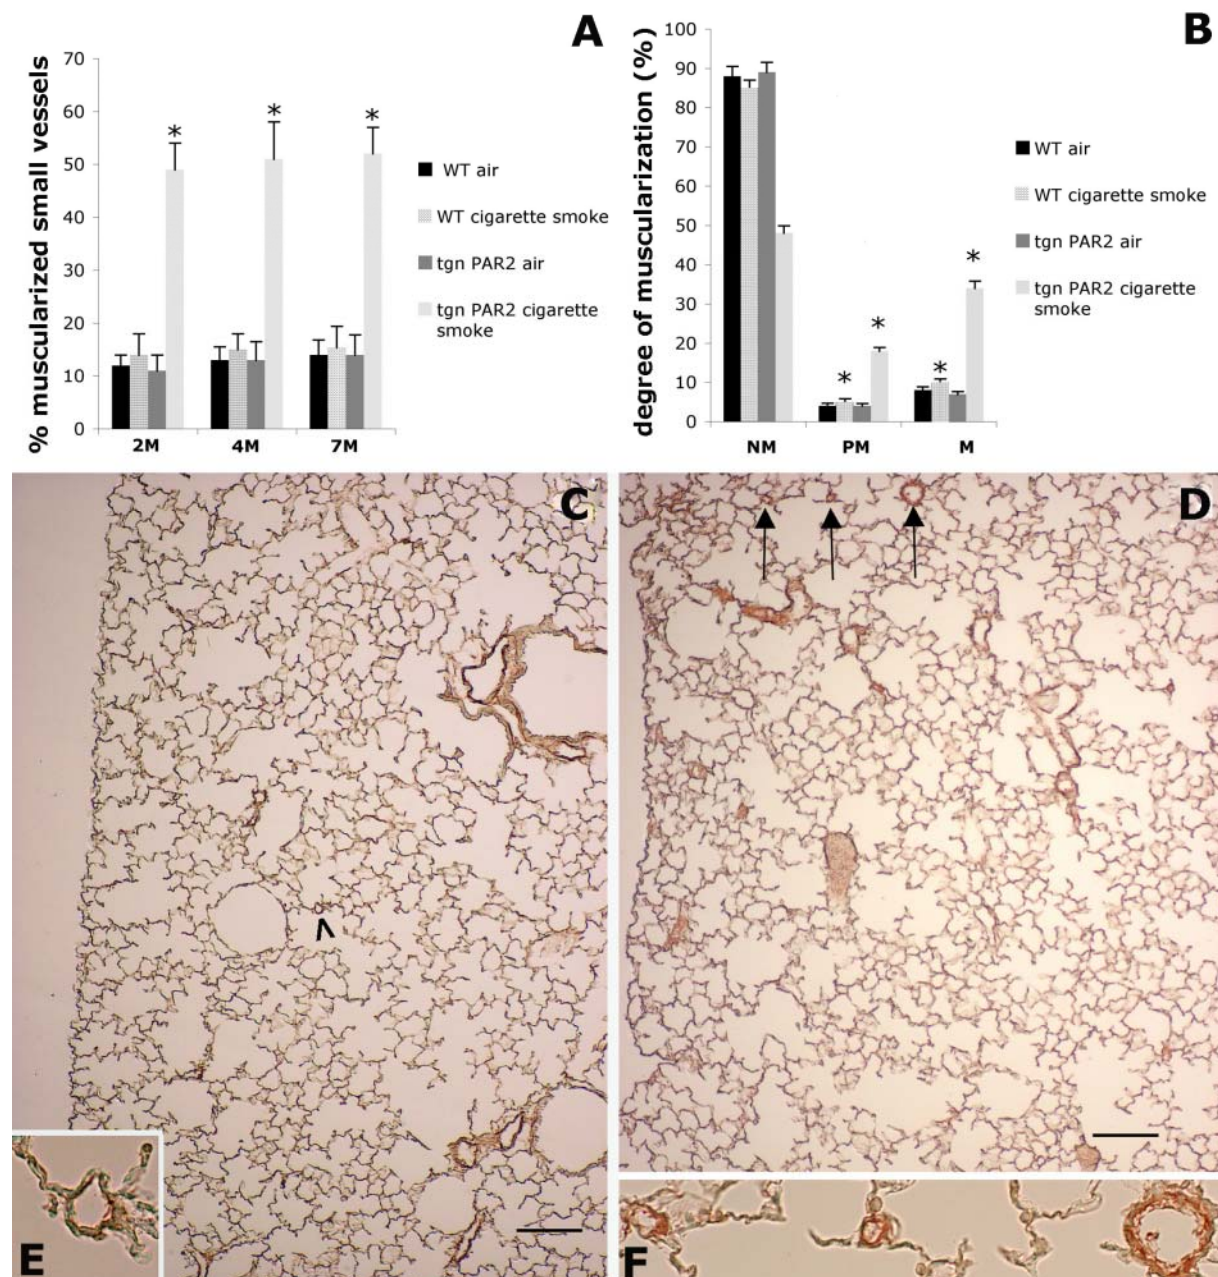 A
% muscularized small vessels
70
60
50
40
30
20
10
0
*
*
*
2M
4M
7M
WT air
WT cigarette smoke
tgn PAR2 air
tgn PAR2 cigarette
smoke
B
degree of muscularization (%)
100
90
80
70
60
50
40
30
20
10
0
*
*
*
*
NM
PM
M
WT air
WT cigarette smoke
tgn PAR2 air
tgn PAR2 cigarette
smoke
C
D
E
F